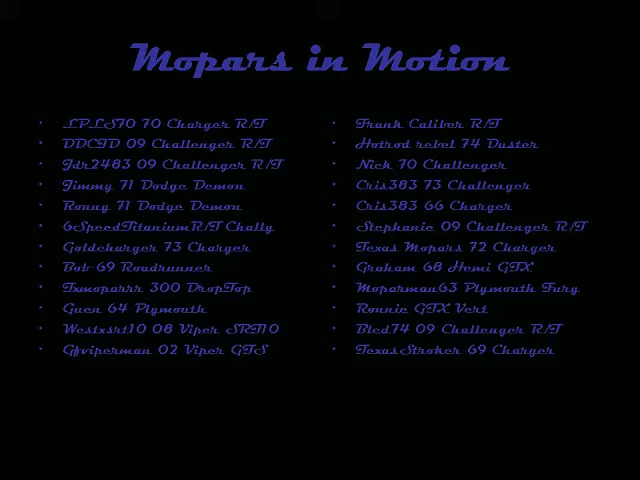 Mopars in Motion
LPLS70 70 Charger R/T
DDCTD 09 Challenger R/T
Jdr2483 09 Challenger R/T
Jimmy 71 Dodge Demon
Ronny 71 Dodge Demon
6SpeedTitaniumR/T Chally
Goldcharger 73 Charger
Bob 69 Roadrunner
Txmoparrr 300 DropTop
Guen 64 Plymouth
Westxsrt10 08 Viper SRT10
Gfviperman 02 Viper GTS
Frank Caliber R/T
Hotrod rebel 74 Duster
Nick 70 Challenger
Cris383 73 Challenger
Cris383 66 Charger
Stephanie 09 Challenger R/T
Texas Mopars 72 Charger
Graham 68 Hemi GTX
Moparman63 Plymouth Fury
Ronnie GTX Vert
Blcd74 09 Challenger R/T
TexasStroker 69 Charger